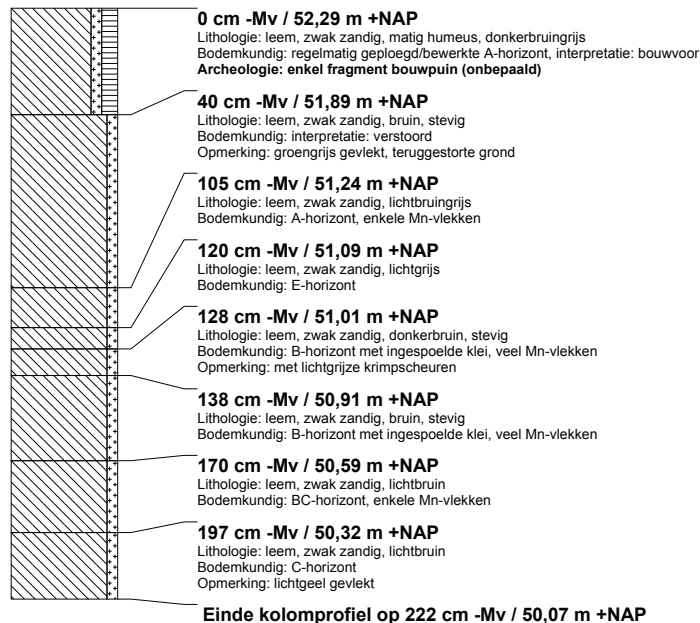 0 cm -Mv / 52,29 m +NAP
Lithologie: leem, zwak zandig, matig humeus, donkerbruingrijs
Bodemkundig: regelmatig geploegd/bewerkte A-horizont, interpretatie: bouwvoor
Archeologie: enkel fragment bouwpuin (onbepaald)
40 cm -Mv / 51,89 m +NAP
Lithologie: leem, zwak zandig, bruin, stevig
Bodemkundig: interpretatie: verstoord
Opmerking: groengrijs gevlekt, teruggestorte grond
105 cm -Mv / 51,24 m +NAP
Lithologie: leem, zwak zandig, lichtbruingrijs
Bodemkundig: A-horizont, enkele Mn-vlekken
120 cm -Mv / 51,09 m +NAP
Lithologie: leem, zwak zandig, lichtgrijs
Bodemkundig: E-horizont
128 cm -Mv / 51,01 m +NAP
Lithologie: leem, zwak zandig, donkerbruin, stevig
Bodemkundig: B-horizont met ingespoelde klei, veel Mn-vlekken
Opmerking: met lichtgrijze krimpscheuren
138 cm -Mv / 50,91 m +NAP
Lithologie: leem, zwak zandig, bruin, stevig
Bodemkundig: B-horizont met ingespoelde klei, veel Mn-vlekken
170 cm -Mv / 50,59 m +NAP
Lithologie: leem, zwak zandig, lichtbruin
Bodemkundig: BC-horizont, enkele Mn-vlekken
197 cm -Mv / 50,32 m +NAP
Lithologie: leem, zwak zandig, lichtbruin
Bodemkundig: C-horizont
Opmerking: lichtgeel gevlekt
Einde kolomprofiel op 222 cm -Mv / 50,07 m +NAP